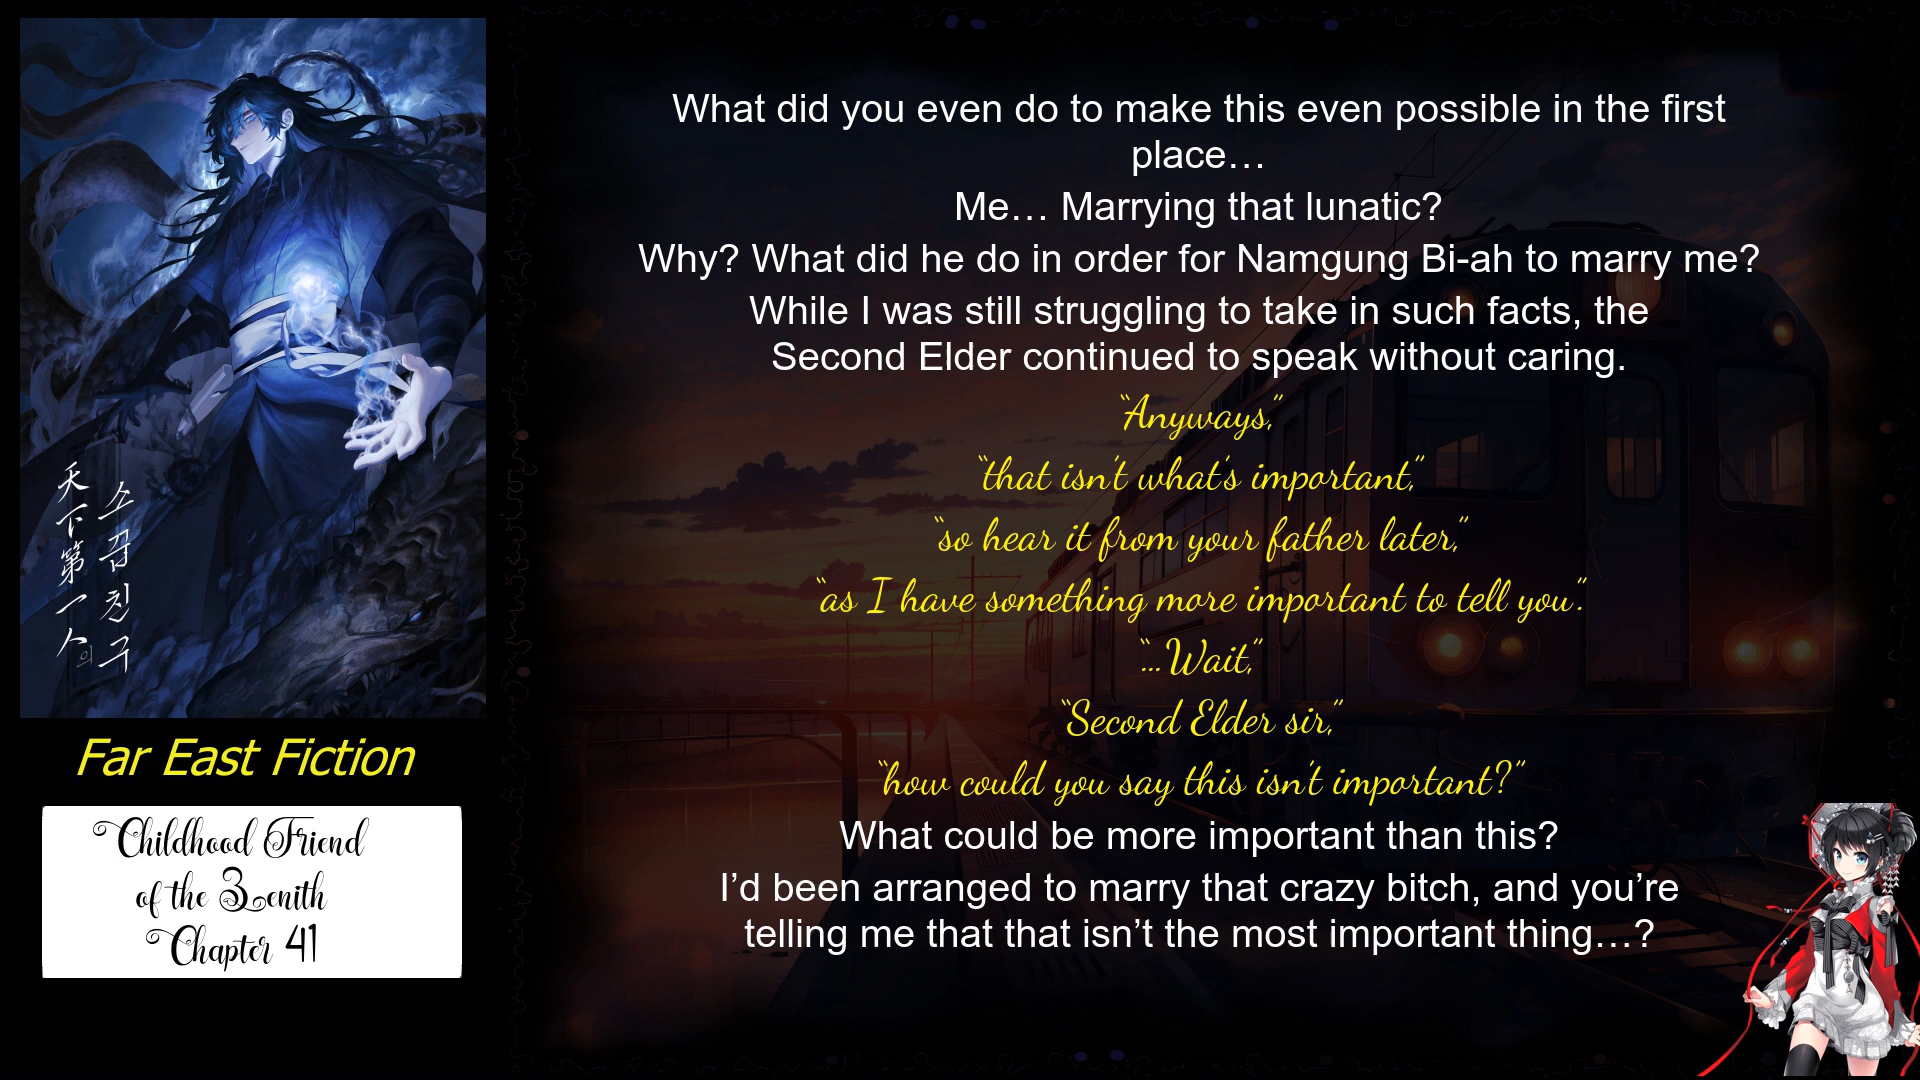 天下第一人의
소꿉친구
Far East Fiction
Childhood Friend
of the Zenith
Chapter 41
What did you even do to make this even possible in the first
place…
Me… Marrying that lunatic?
Why? What did he do in order for Namgung Bi-ah to marry me?
While I was still struggling to take in such facts, the
Second Elder continued to speak without caring.
“Anyways,”
“that isn’t what’s important,”
“so hear it from your father later,”
“as I have something more important to tell you”.”
“…Wait,”
“Second Elder sir,”
“how could you say this isn’t important?”
What could be more important than this?
I’d been arranged to marry that crazy bitch, and you’re
telling me that that isn’t the most important thing…?